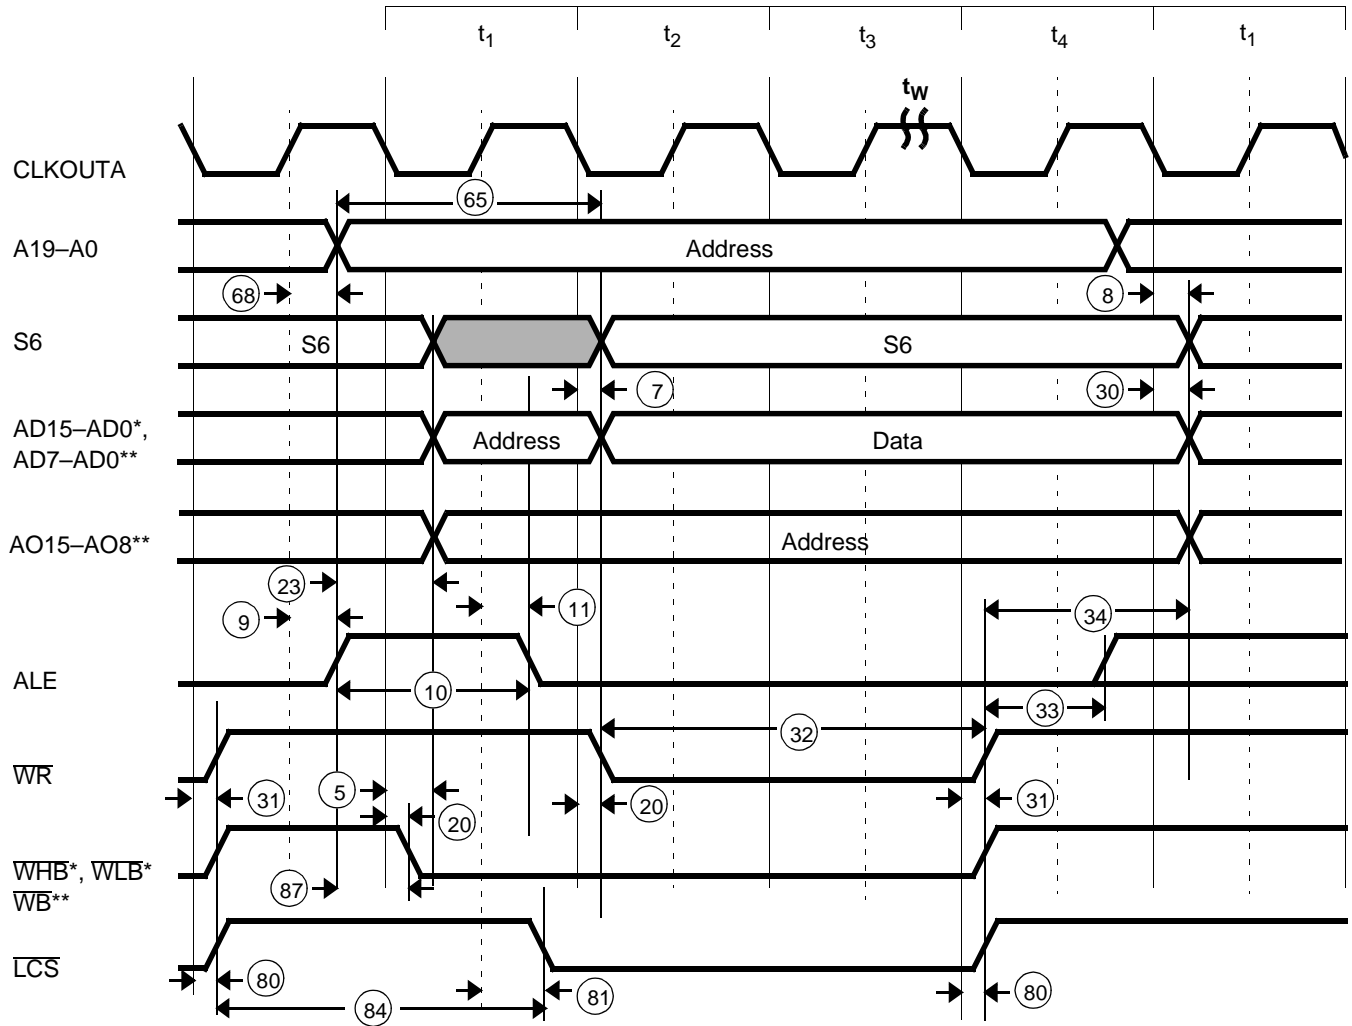 t1 t2 t3 t4 t1
tW
CLKOUTA
65
A19–A0 Address
68 8
S6 S6 S6
7 30
AD15–AD0*, Address Data
AD7–AD0**
AO15–AO8** Address
23 11
9 34
ALE 10 33
32
WR
31 5 20 31
20
WHB*, WLB*
87
WB**
LCS
80 81 80
84